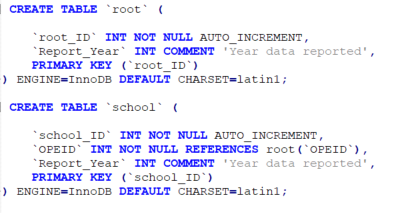 CREATE TABLE `root` (
`root_ID` INT NOT NULL AUTO_INCREMENT,
`Report_Year` INT COMMENT 'Year data reported',
PRIMARY KEY (`root_ID`)
) ENGINE=InnoDB DEFAULT CHARSET=latin1;
CREATE TABLE `school` (
`school_ID` INT NOT NULL AUTO_INCREMENT,
`OPEID` INT NOT NULL REFERENCES root(`OPEID`),
`Report_Year` INT COMMENT 'Year data reported',
PRIMARY KEY (`school_ID`)
) ENGINE=InnoDB DEFAULT CHARSET=latin1;